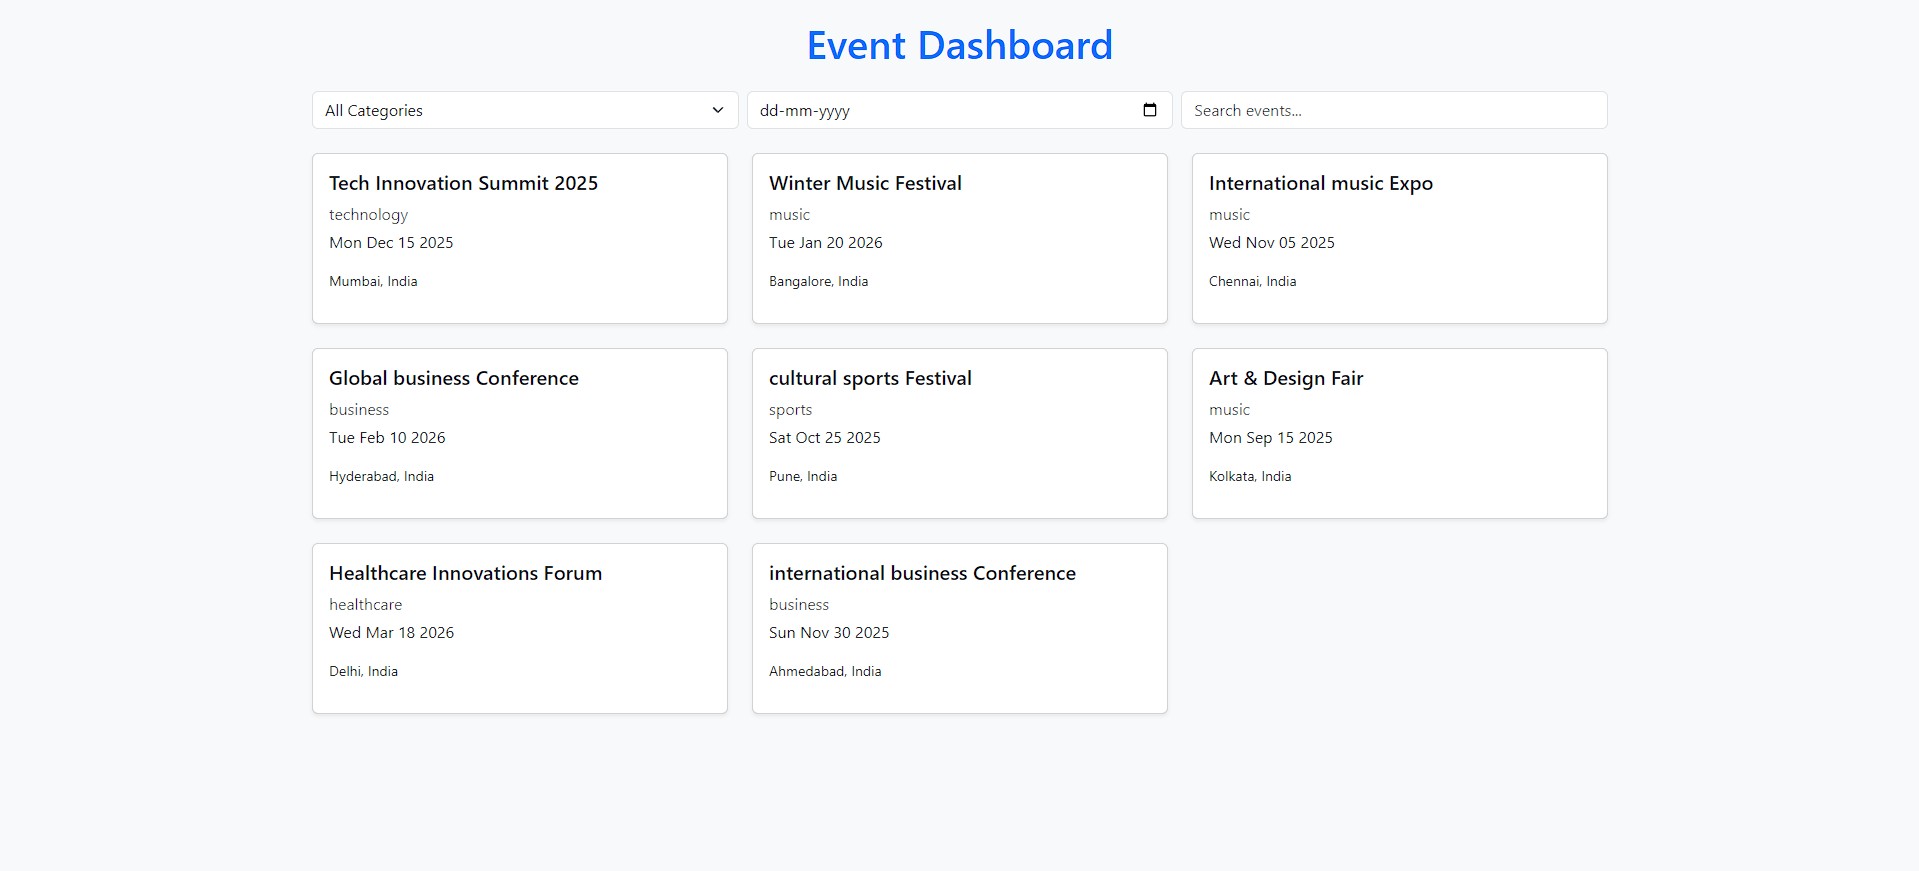 Event Dashboard
All Categories
dd-mm-yyyy
Search events...
Tech Innovation Summit 2025
technology
Mon Dec 15 2025
Mumbai, India
Winter Music Festival
music
Tue Jan 20 2026
Bangalore, India
International music Expo
music
Wed Nov 05 2025
Chennai, India
Global business Conference
business
Tue Feb 10 2026
Hyderabad, India
cultural sports Festival
sports
Sat Oct 25 2025
Pune, India
Art & Design Fair
music
Mon Sep 15 2025
Kolkata, India
Healthcare Innovations Forum
healthcare
Wed Mar 18 2026
Delhi, India
international business Conference
business
Sun Nov 30 2025
Ahmedabad, India